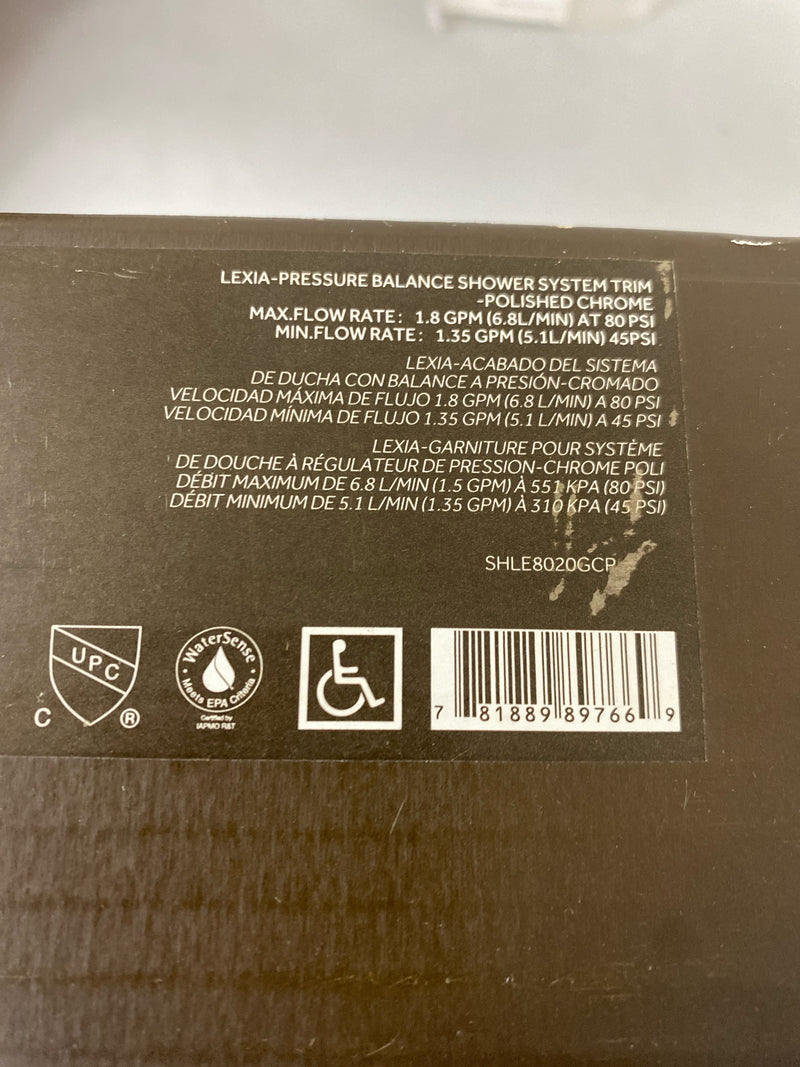 LEXIA-PRESSURE BALANCE SHOWER SYSTEM TRIM
-POLISHED CHROME
MAX.FLOW RATE: 1.8 GPM (6.8L/MIN) AT 80 PSI
MIN.FLOW RATE: 1.35 GPM (5.1L/MIN) 45PSI
LEXIA-ACABADO DEL SISTEMA
DE DUCHA CON BALANCE A PRESIÓN-CROMADO
VELOCIDAD MÁXIMA DE FLUJO 1.8 GPM (6.8 L/MIN) A 80 PSI
VELOCIDAD MÍNIMA DE FLUJO 1.35 GPM (5.1 L/MIN) A 45 PSI
LEXIA-GARNITURE POUR SYSTÈME
DE DOUCHE À RÉGULATEUR DE PRESSION-CHROME POLI
DÉBIT MAXIMUM DE 6.8 L/MIN (1.5 GPM) À 551 KPA (80 PSI)
DÉBIT MINIMUM DE 5.1 L/MIN (1.35 GPM) À 310 KPA (45 PSI)
SHLE8020GCP
UPC
C ®
WaterSense
Meets EPA Criteria
Certified by
IAPMO R&T
7 81889 89766 9